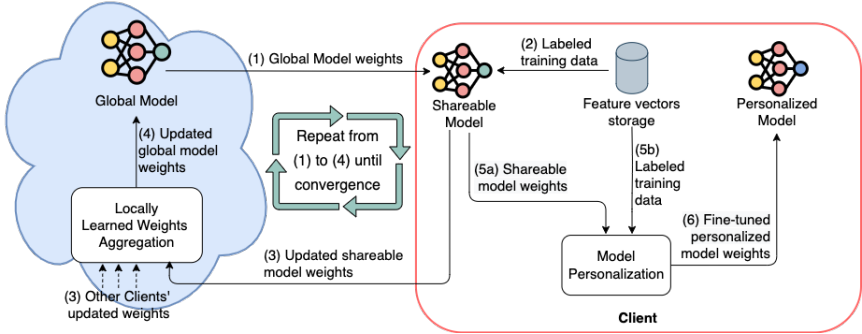 (1) Global Model weights
(2) Labeled
training data
Global Model
Shareable
Model
Feature vectors
storage
Personalized
Model
(4) Updated
global model
weights
Repeat from
(1) to (4) until
convergence
(5a) Shareable
model weights
(5b)
Labeled
training
data
Locally
Learned Weights
Aggregation
(6) Fine-tuned
personalized
model weights
(3) Updated shareable
model weights
Model
Personalization
(3) Other Clients'
updated weights
Client